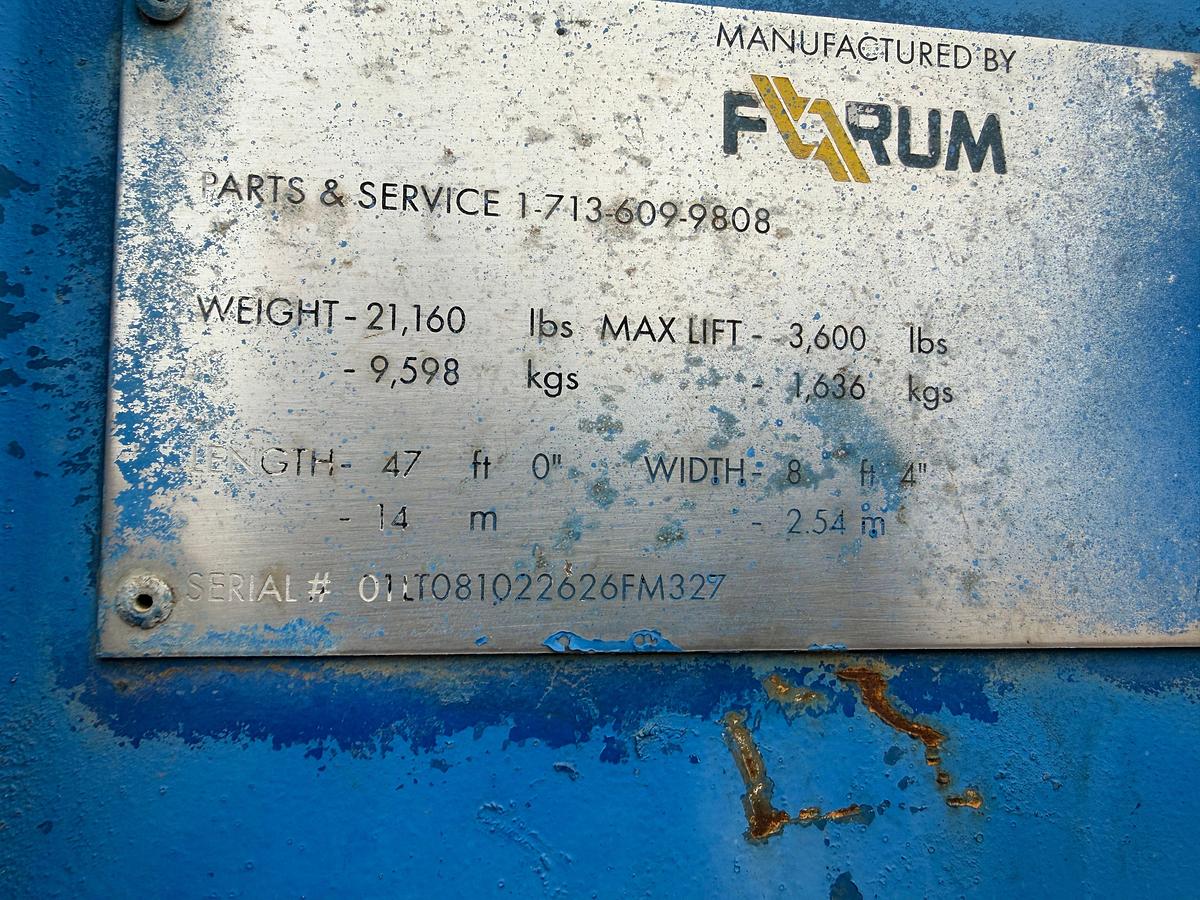 MANUFACTURED BY
FORUM
PARTS & SERVICE 1-713-609-9808
WEIGHT - 21,160 lbs MAX LIFT - 3,600 lbs
- 9,598 kgs - 1,636 kgs
LENGTH - 47 ft 0" WIDTH - 8 ft 4"
- 14 m - 2.54 m
SERIAL # 01LT081022626FM327